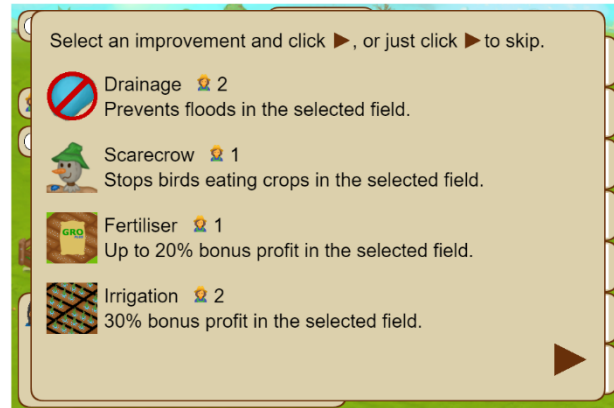 Select an improvement and click ▶, or just click ▶ to skip.
Drainage 2
Prevents floods in the selected field.
Scarecrow 1
Stops birds eating crops in the selected field.
GRO
Fertiliser 1
Up to 20% bonus profit in the selected field.
Irrigation 2
30% bonus profit in the selected field.